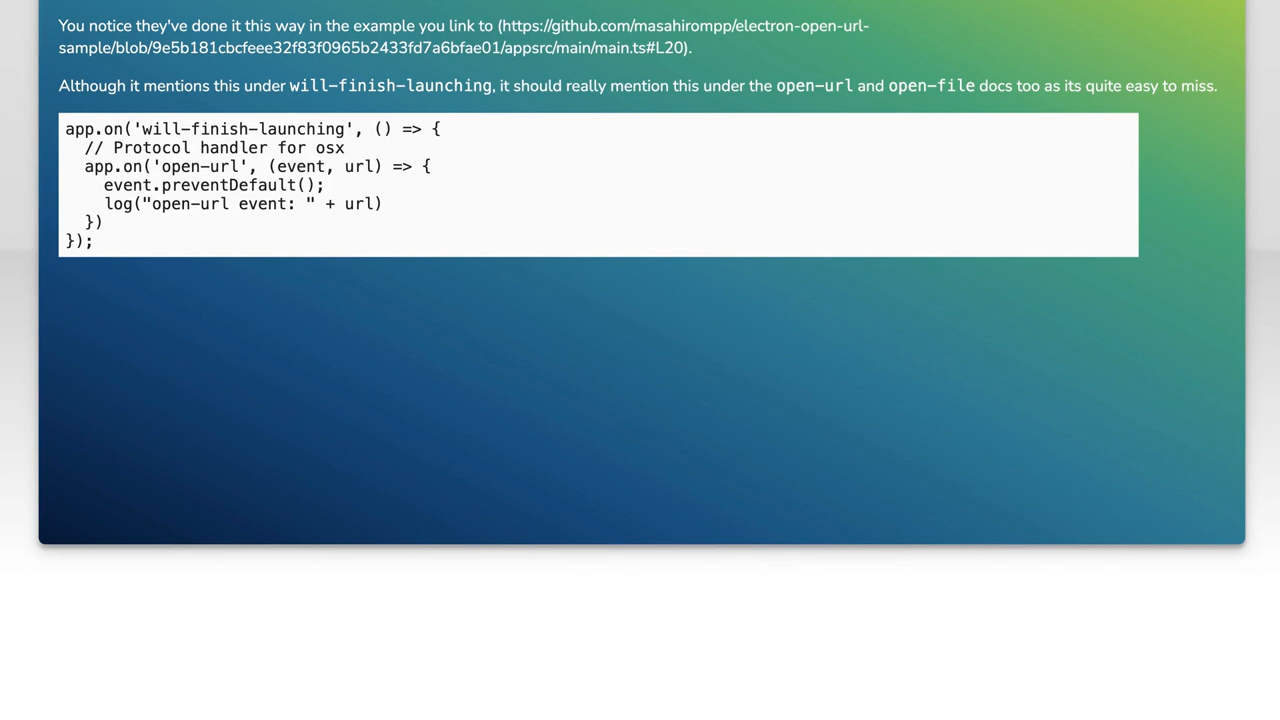 You notice they've done it this way in the example you link to (https://github.com/masahirompp/electron-open-url-
sample/blob/9e5b181cbcfeee32f83f0965b2433fd7a6bfae01/appsrc/main/main.ts#L20).
Although it mentions this under will-finish-launching, it should really mention this under the open-url and open-file docs too as its quite easy to miss.
app.on('will-finish-launching', () => {
  // Protocol handler for osx
  app.on('open-url', (event, url) => {
    event.preventDefault();
    log("open-url event: " + url)
  })
});